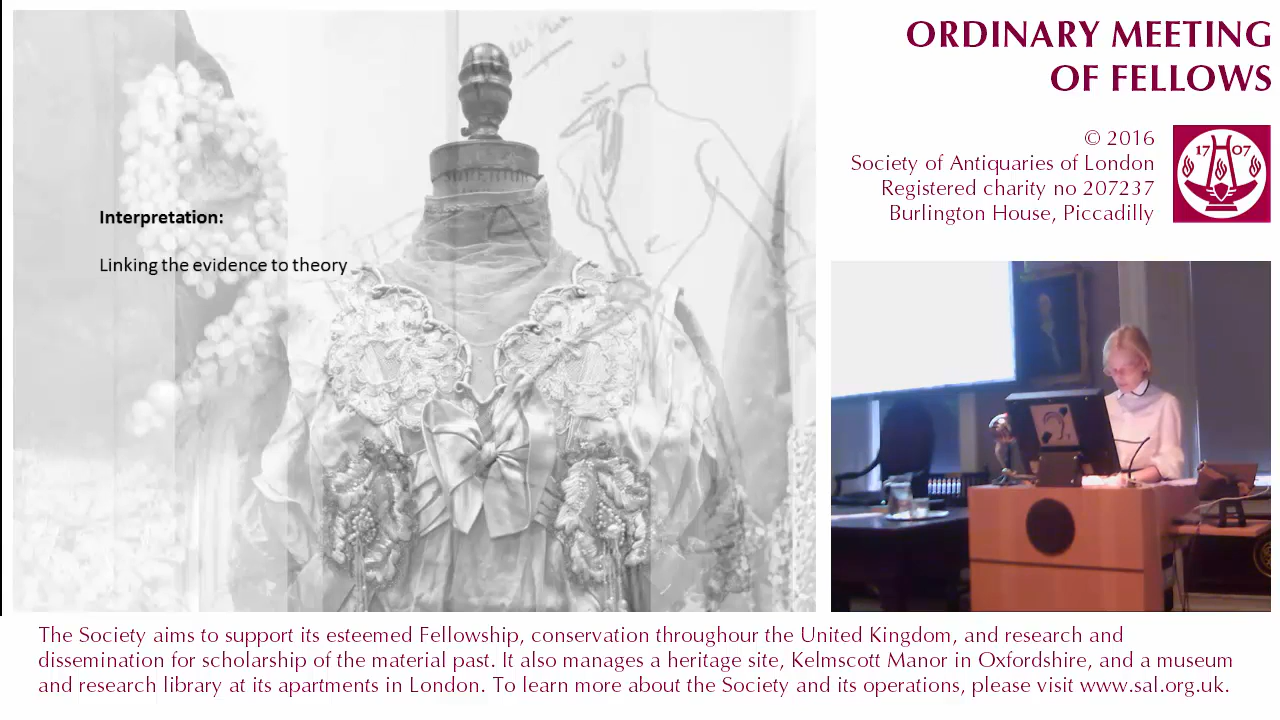 ORDINARY MEETING
OF FELLOWS
© 2016
Society of Antiquaries of London
Registered charity no 207237
Burlington House, Piccadilly
17 07
Interpretation:
Linking the evidence to theory
The Society aims to support its esteemed Fellowship, conservation throughour the United Kingdom, and research and
dissemination for scholarship of the material past. It also manages a heritage site, Kelmscott Manor in Oxfordshire, and a museum
and research library at its apartments in London. To learn more about the Society and its operations, please visit www.sal.org.uk.